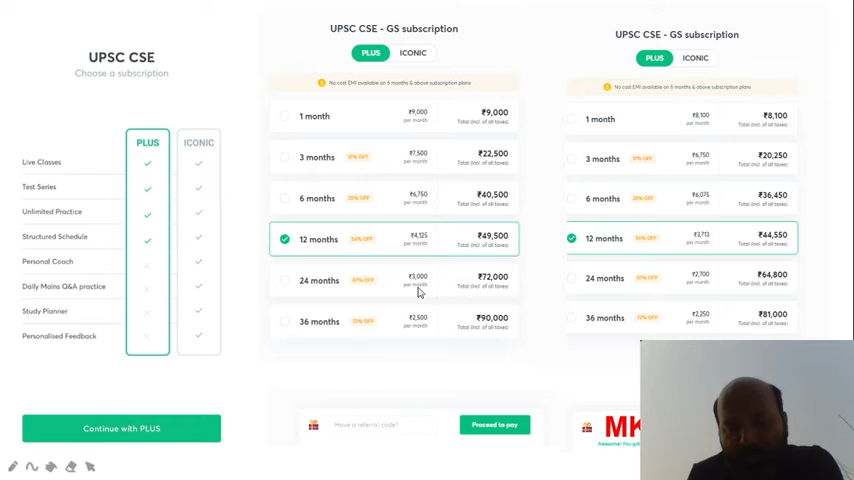 UPSC CSE
Choose a subscription
PLUS ICONIC
Live Classes
Test Series
Unlimited Practice
Structured Schedule
Personal Coach
Daily Mains Q&A practice
Study Planner
Personalised Feedback
Continue with PLUS
UPSC CSE - GS subscription
PLUS ICONIC
No cost EMI available on 6 months & above subscription plans
1 month ₹9,000 ₹9,000
per month Total (Incl. of all taxes)
3 months 17% OFF ₹7,500 ₹22,500
per month Total (Incl. of all taxes)
6 months 25% OFF ₹6,750 ₹40,500
per month Total (Incl. of all taxes)
12 months 54% OFF ₹4,125 ₹49,500
per month Total (Incl. of all taxes)
24 months 67% OFF ₹3,000 ₹72,000
per month Total (Incl. of all taxes)
36 months 72% OFF ₹2,500 ₹90,000
per month Total (Incl. of all taxes)
Have a referral code? Proceed to pay
UPSC CSE - GS subscription
PLUS ICONIC
No cost EMI available on 6 months & above subscription plans
1 month ₹8,100 ₹8,100
per month Total (Incl. of all taxes)
3 months 17% OFF ₹6,750 ₹20,250
per month Total (Incl. of all taxes)
6 months 25% OFF ₹6,075 ₹36,450
per month Total (Incl. of all taxes)
12 months 54% OFF ₹3,713 ₹44,550
per month Total (Incl. of all taxes)
24 months 67% OFF ₹2,700 ₹64,800
per month Total (Incl. of all taxes)
36 months 72% OFF ₹2,250 ₹81,000
per month Total (Incl. of all taxes)
MK
Awesome! You get